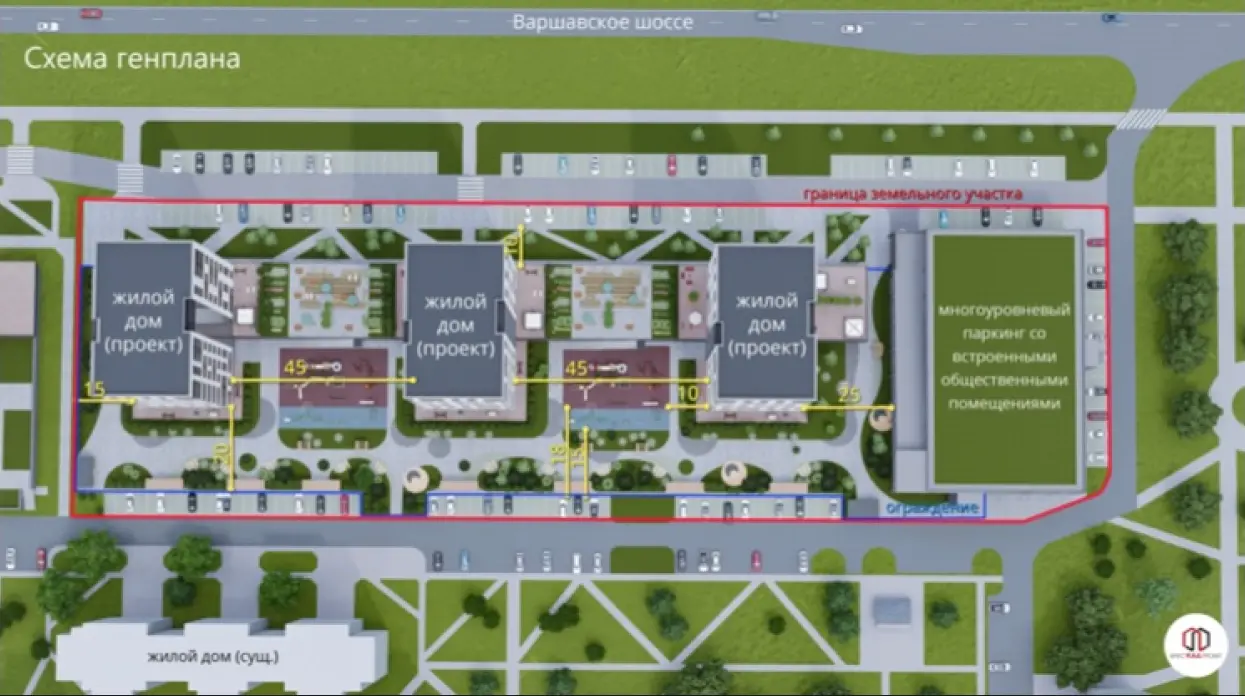 Варшавское шоссе
Схема генплана
граница земельного участка
10
жилой
дом
(проект)
жилой
дом
(проект)
жилой
дом
(проект)
многоуровневый
паркинг со
встроенными
общественными
помещениями
45
45
15
10
25
20
18
15
ограждение
жилой дом (сущ.)